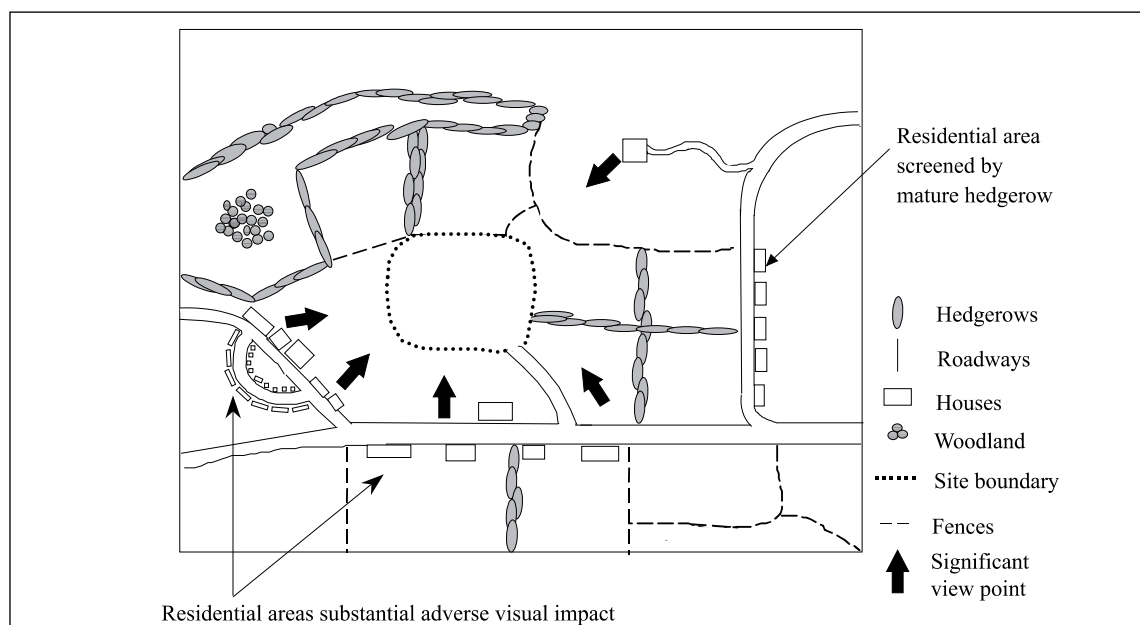 Residential area
screened by
mature hedgerow
Hedgerows
Roadways
Houses
Woodland
Site boundary
Fences
Significant
view point
Residential areas substantial adverse visual impact